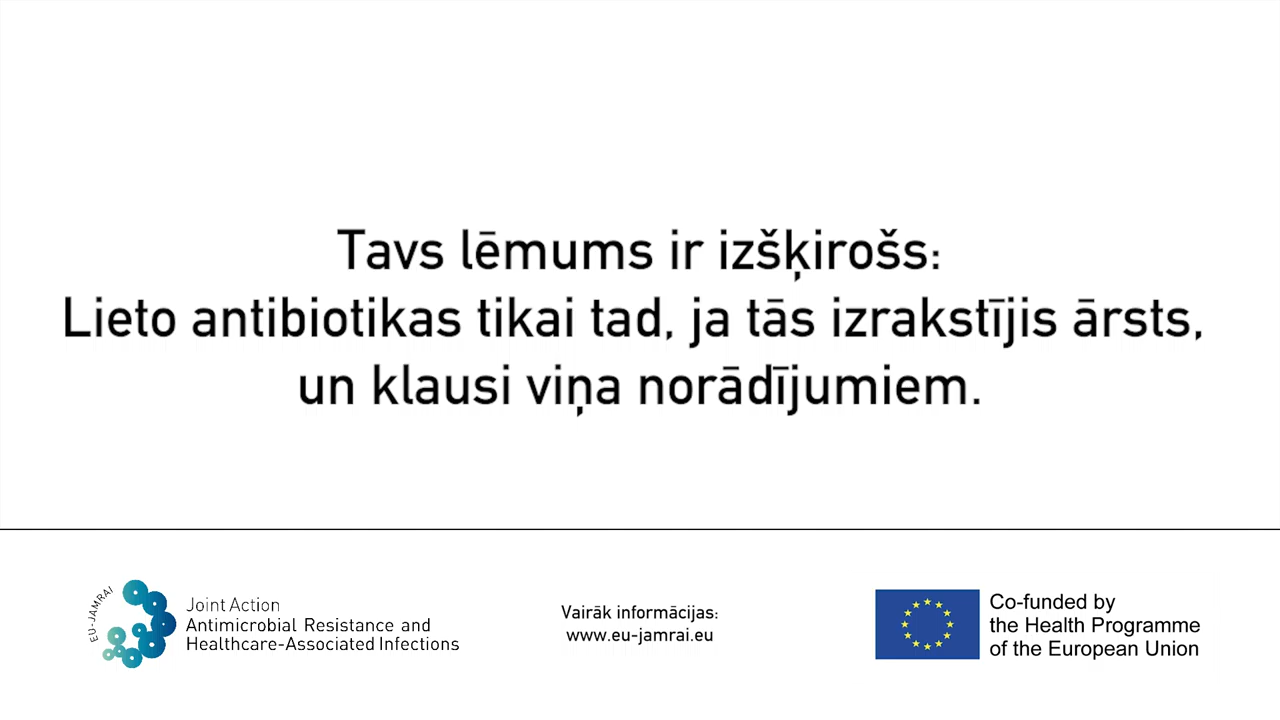 Tavs lēmums ir izšķirošs:
Lieto antibiotikas tikai tad, ja tās izrakstījis ārsts,
un klausi viņa norādījumiem.
EU-JAMRAI
Joint Action
Antimicrobial Resistance and
Healthcare-Associated Infections
Vairāk informācijas:
www.eu-jamrai.eu
Co-funded by
the Health Programme
of the European Union